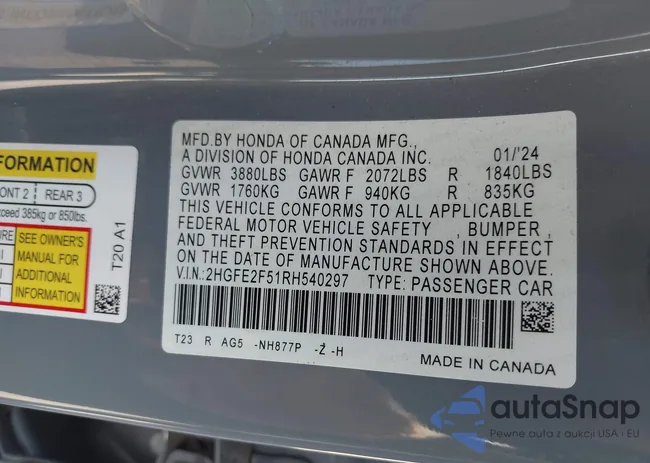 FORMATION
ONT 2 REAR 3
xceed 385kg or 850lbs.
IRE SEE OWNER'S
MANUAL FOR
ADDITIONAL
INFORMATION
T20 A1
MFD.BY HONDA OF CANADA MFG.,
A DIVISION OF HONDA CANADA INC. 01/'24
GVWR 3880LBS GAWR F 2072LBS R 1840LBS
GVWR 1760KG GAWR F 940KG R 835KG
THIS VEHICLE CONFORMS TO ALL APPLICABLE
FEDERAL MOTOR VEHICLE SAFETY , BUMPER ,
AND THEFT PREVENTION STANDARDS IN EFFECT
ON THE DATE OF MANUFACTURE SHOWN ABOVE.
V.I.N.:2HGFE2F51RH540297 TYPE: PASSENGER CAR
T23 R AG5 -NH877P -Ż -H
MADE IN CANADA
autoSnap
Pewne auta z aukcji USA i EU